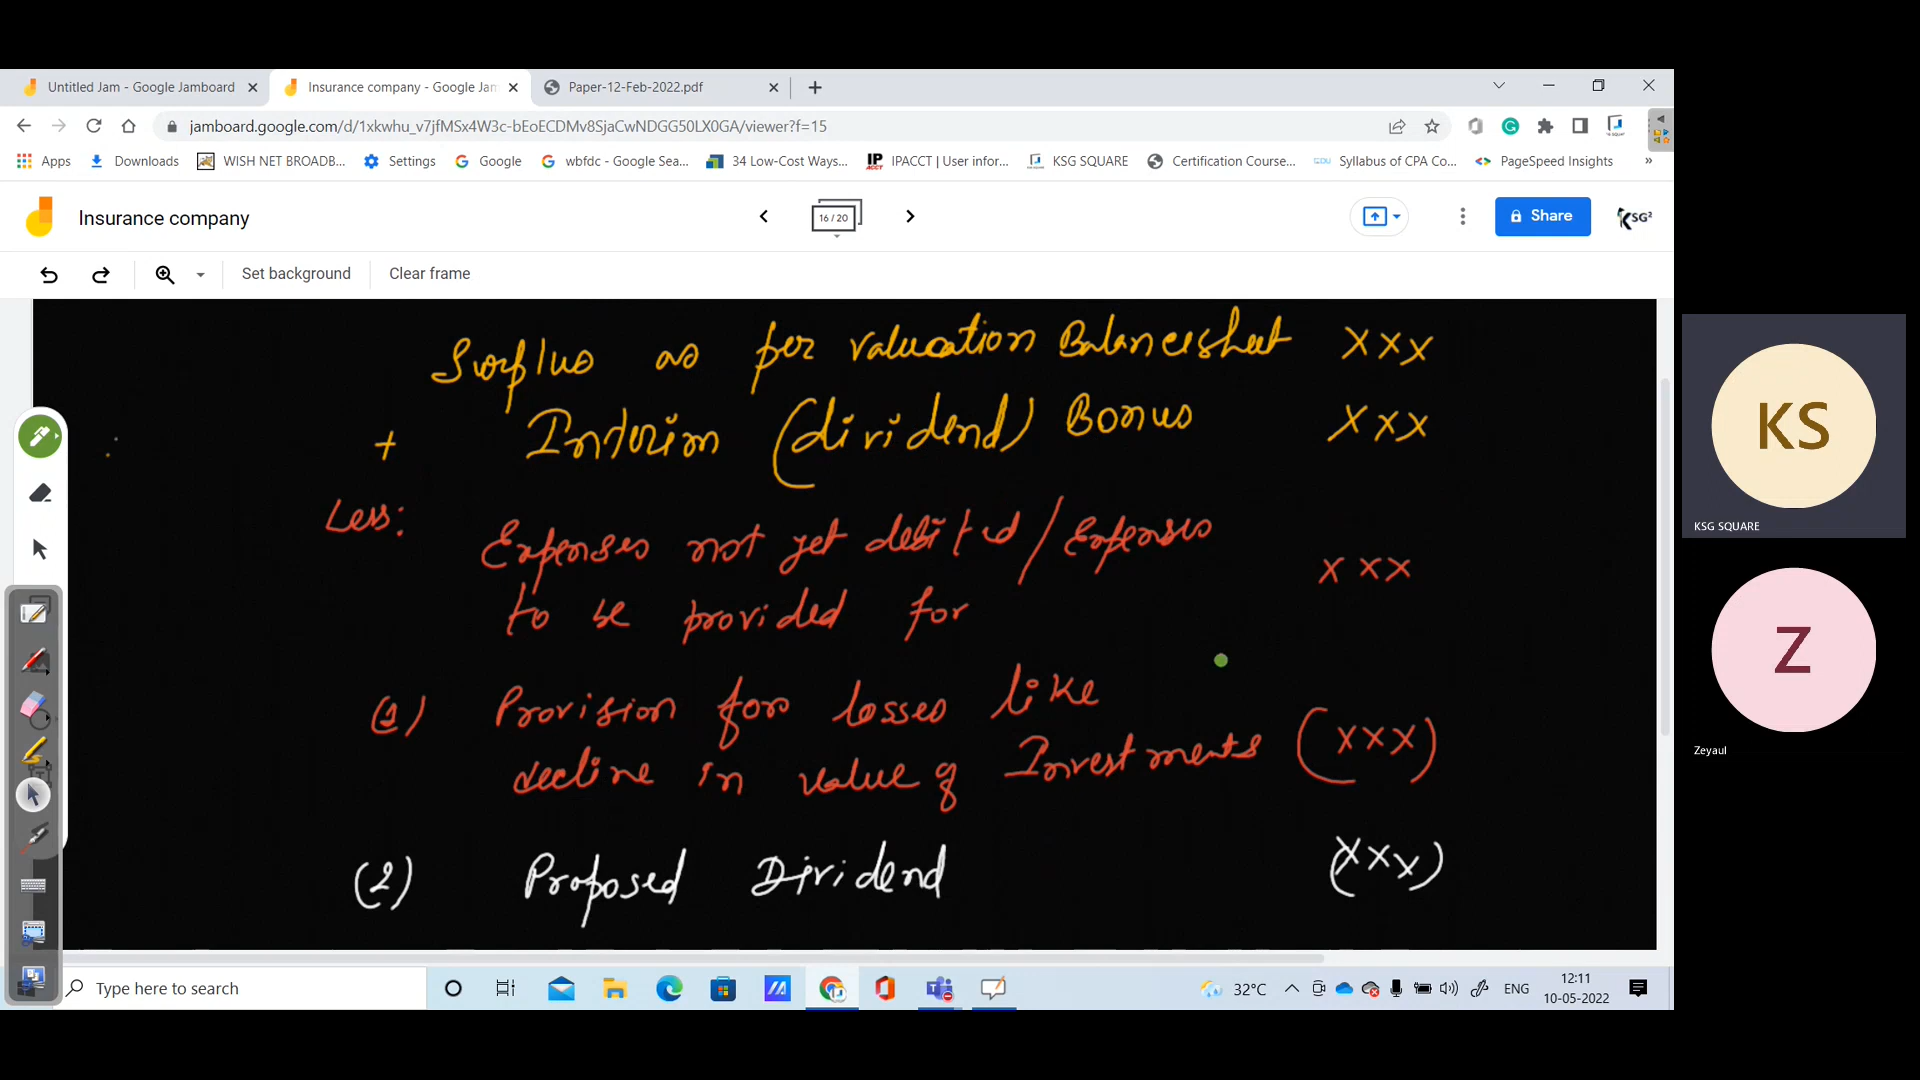 Untitled Jam - Google Jamboard
Insurance company - Google Jam
Paper-12-Feb-2022.pdf
jamboard.google.com/d/1xkwhu_v7jfMSx4W3c-bEoECDMv8SjaCwNDGG50LX0GA/viewer?f=15
Apps
Downloads
WISH NET BROADB...
Settings
Google
wbfdc - Google Sea...
34 Low-Cost Ways...
IPACCT | User infor...
KSG SQUARE
Certification Course...
Syllabus of CPA Co...
PageSpeed Insights
»
Insurance company
16 / 20
Share
KSG²
Set background
Clear frame
Surplus as per valuation Balancesheet XXX
+ Interim (dividend) Bonus XXX
Less: Expenses not yet debited/Expenses
to be provided for XXX
(1) Provision for losses like
decline in value of Investments (XXX)
(2) Proposed Dividend (XXX)
KS
KSG SQUARE
Z
Zeyaul
Type here to search
32°C
ENG
12:11
10-05-2022